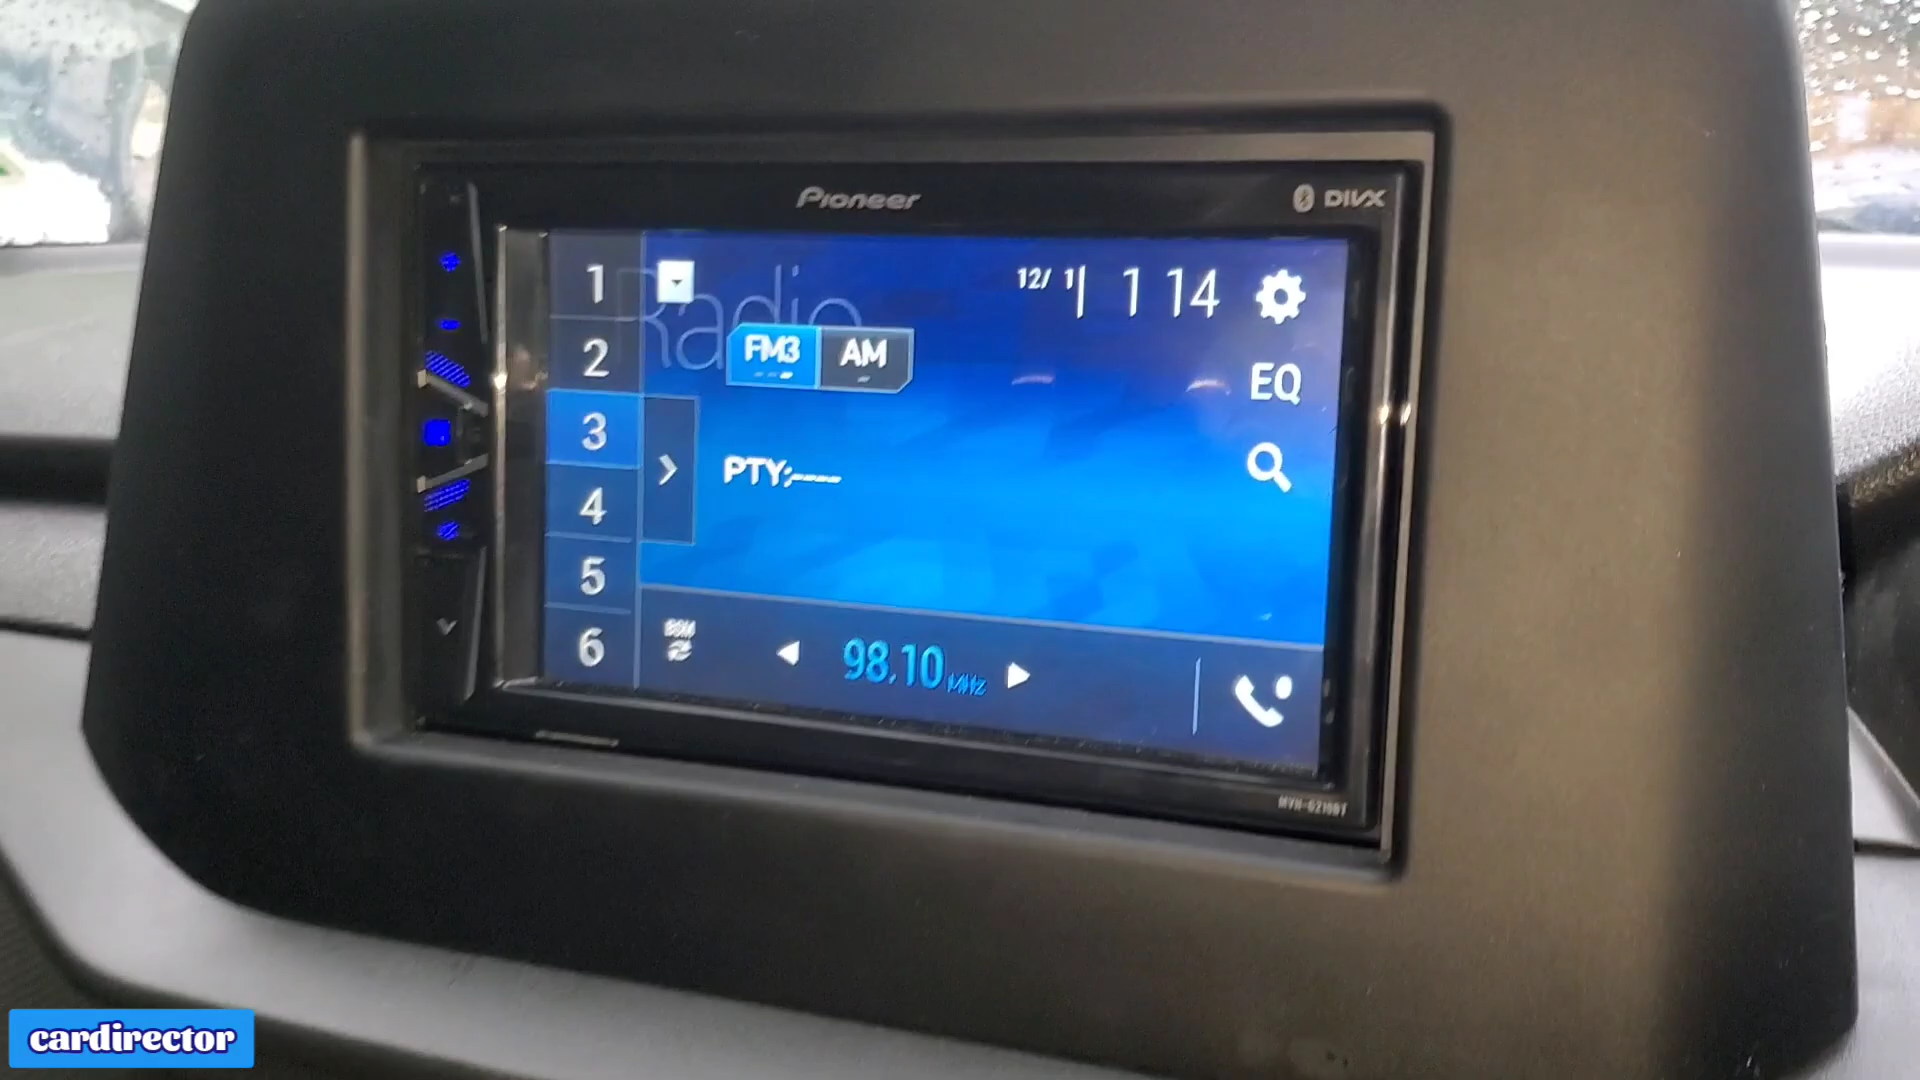 Pioneer
DIVX
1
2
3
4
5
6
Radio
12/ 1
1 14
FM3
AM
EQ
PTY:----
BSM
98.10 MHz
cardirector